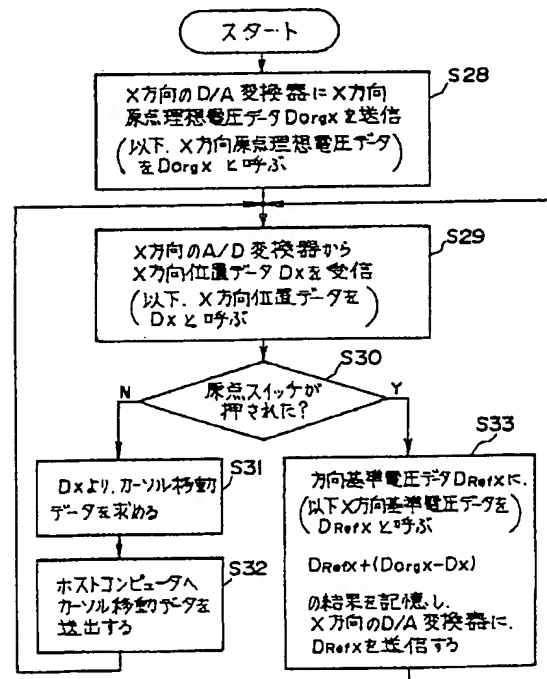 スタート
S28
X方向のD/A変換器にX方向
原点理想電圧データDorgxを送信
(以下、X方向原点理想電圧データ
をDorgxと呼ぶ)
S29
X方向のA/D変換器から
X方向位置データDxを受信
(以下、X方向位置データを
Dxと呼ぶ)
S30
原点スイッチが
押された?
N
Y
S31
Dxより、カーソル移動
データを求める
S32
ホストコンピュータへ
カーソル移動データを
送出する
S33
方向基準電圧データDRefxに、
(以下X方向基準電圧データを
DRefxと呼ぶ)
DRefx+(Dorgx-Dx)
の結果を記憶し、
X方向のD/A変換器に、
DRefxを送信する